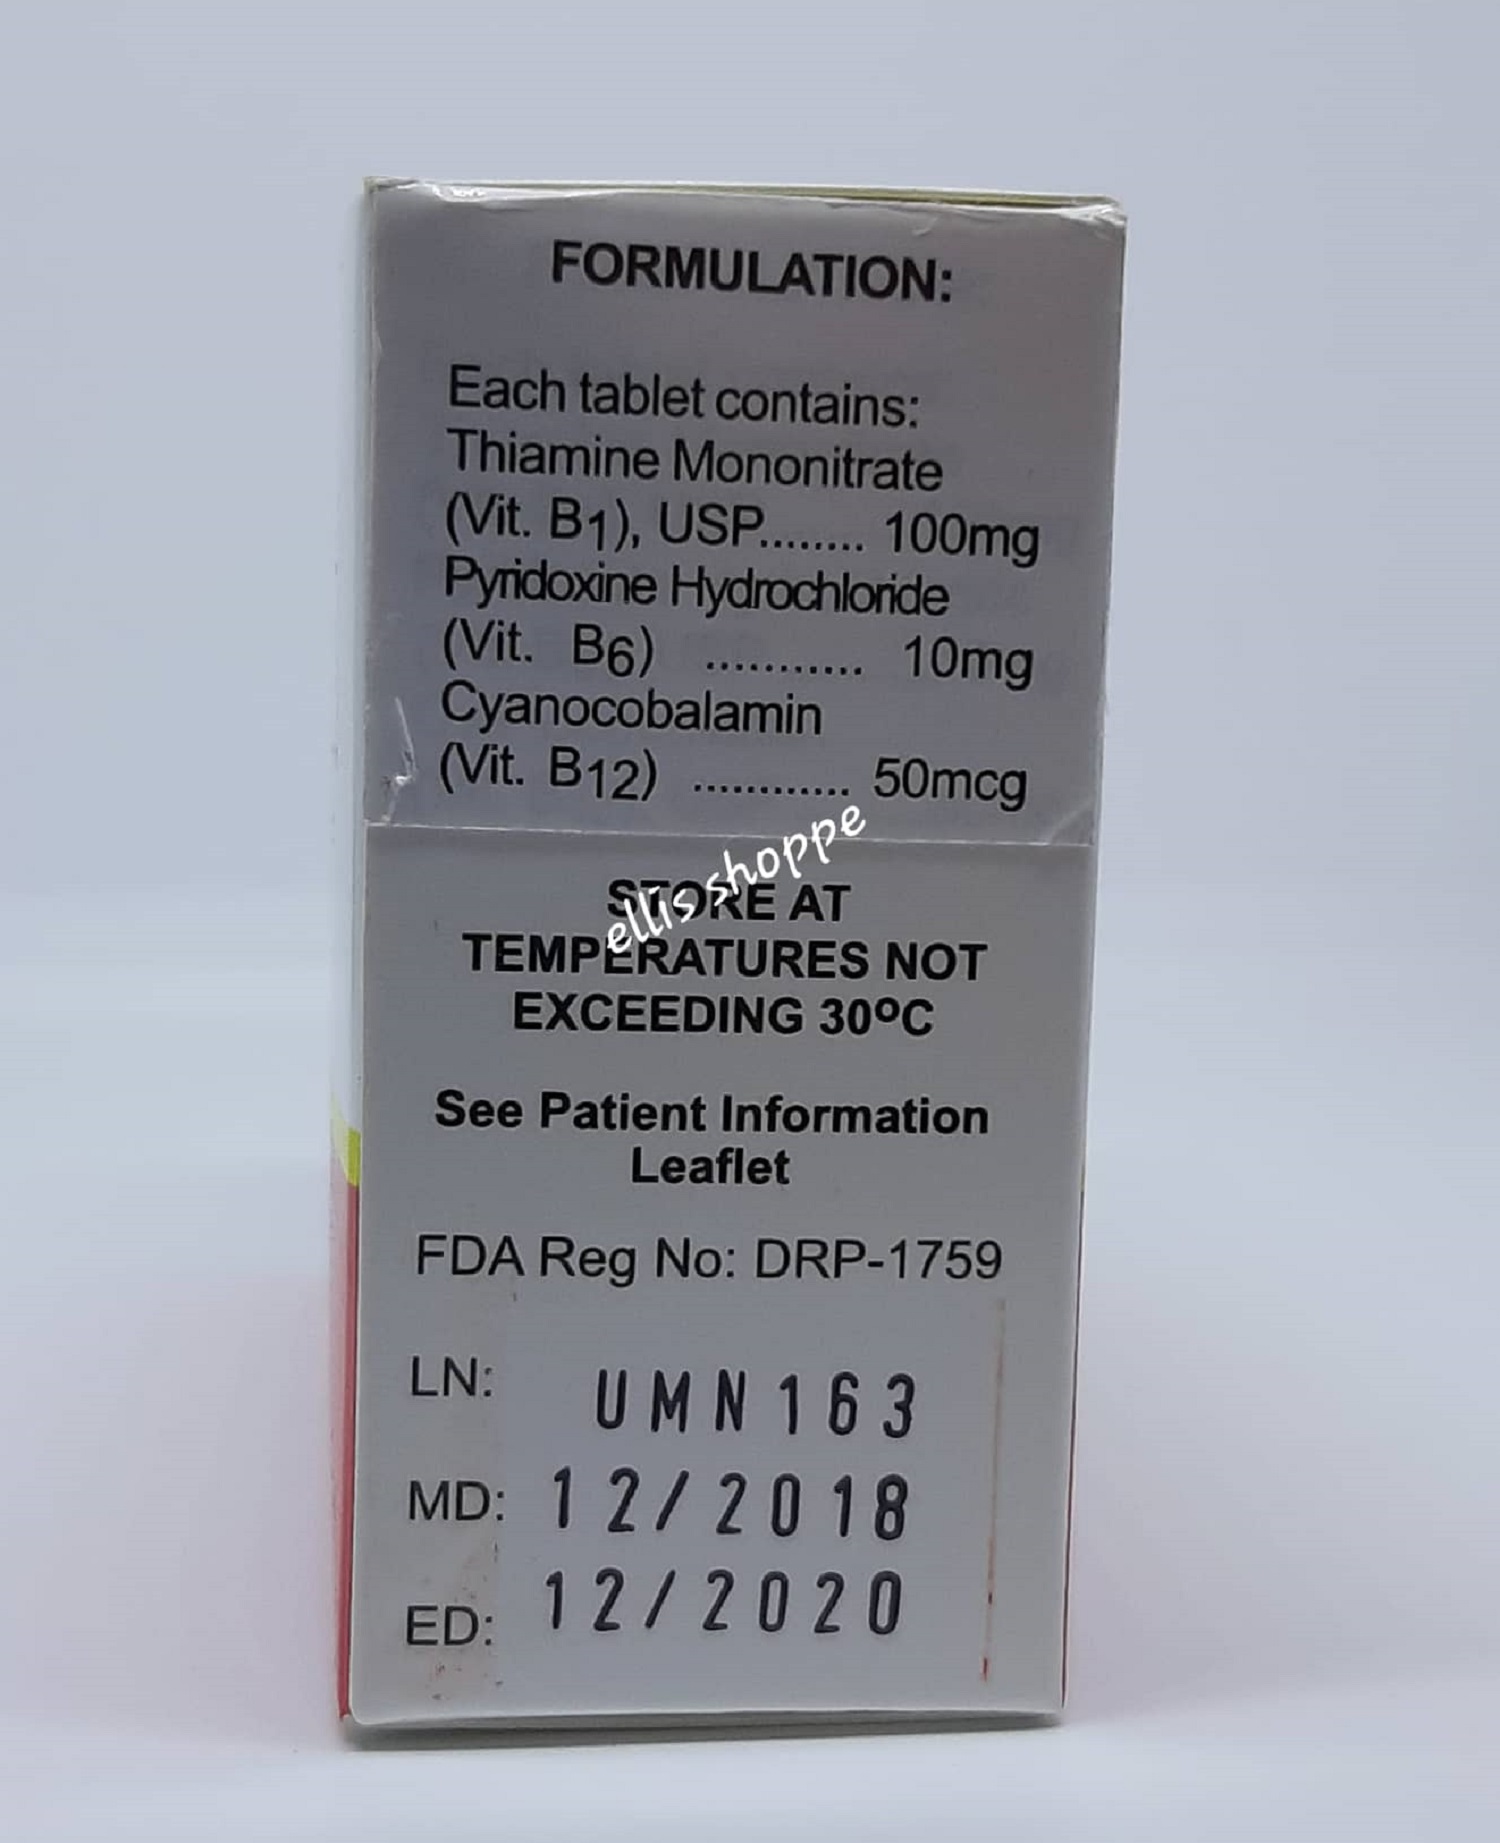 FORMULATION:
Each tablet contains:
Thiamine Mononitrate
(Vit. B1), USP........ 100mg
Pyridoxine Hydrochloride
(Vit. B6) ........... 10mg
Cyanocobalamin
(Vit. B12) ............ 50mcg
ellis shoppe
STORE AT
TEMPERATURES NOT
EXCEEDING 30ºC
See Patient Information
Leaflet
FDA Reg No: DRP-1759
LN: UMN163
MD: 12/2018
ED: 12/2020